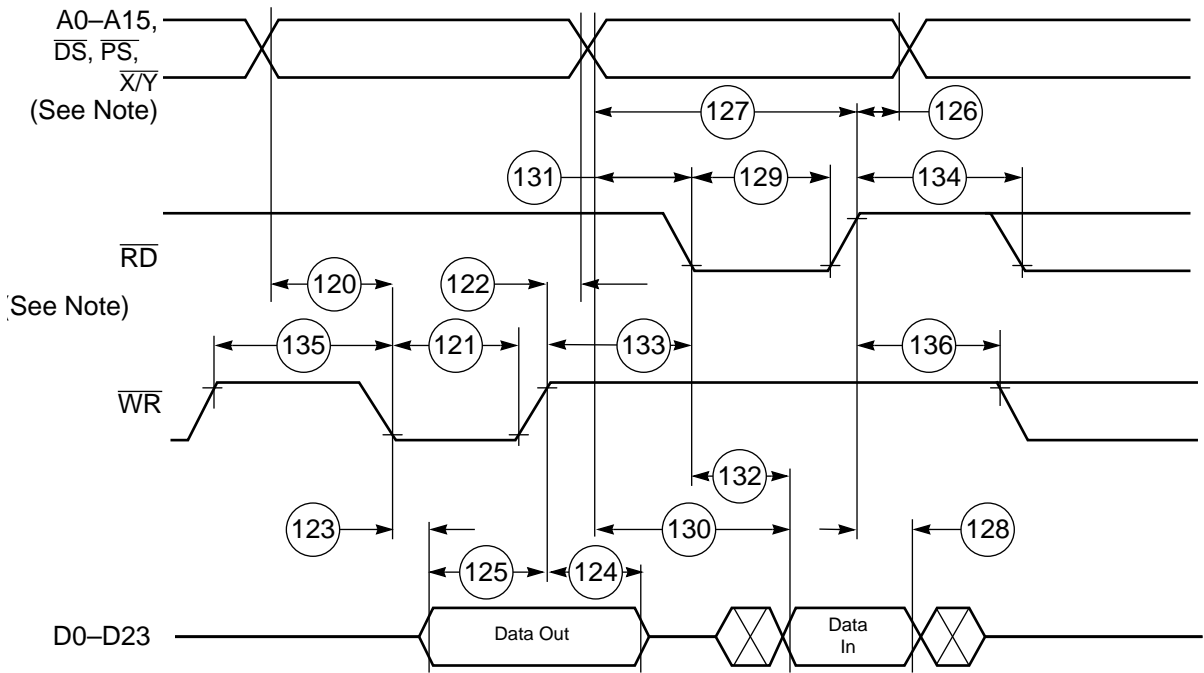 A0–A15,
DS, PS,
X/Y
(See Note)
127
126
131
129
134
RD
120
122
(See Note)
135
121
133
136
WR
132
123
130
128
125
124
D0–D23
Data Out
Data
In